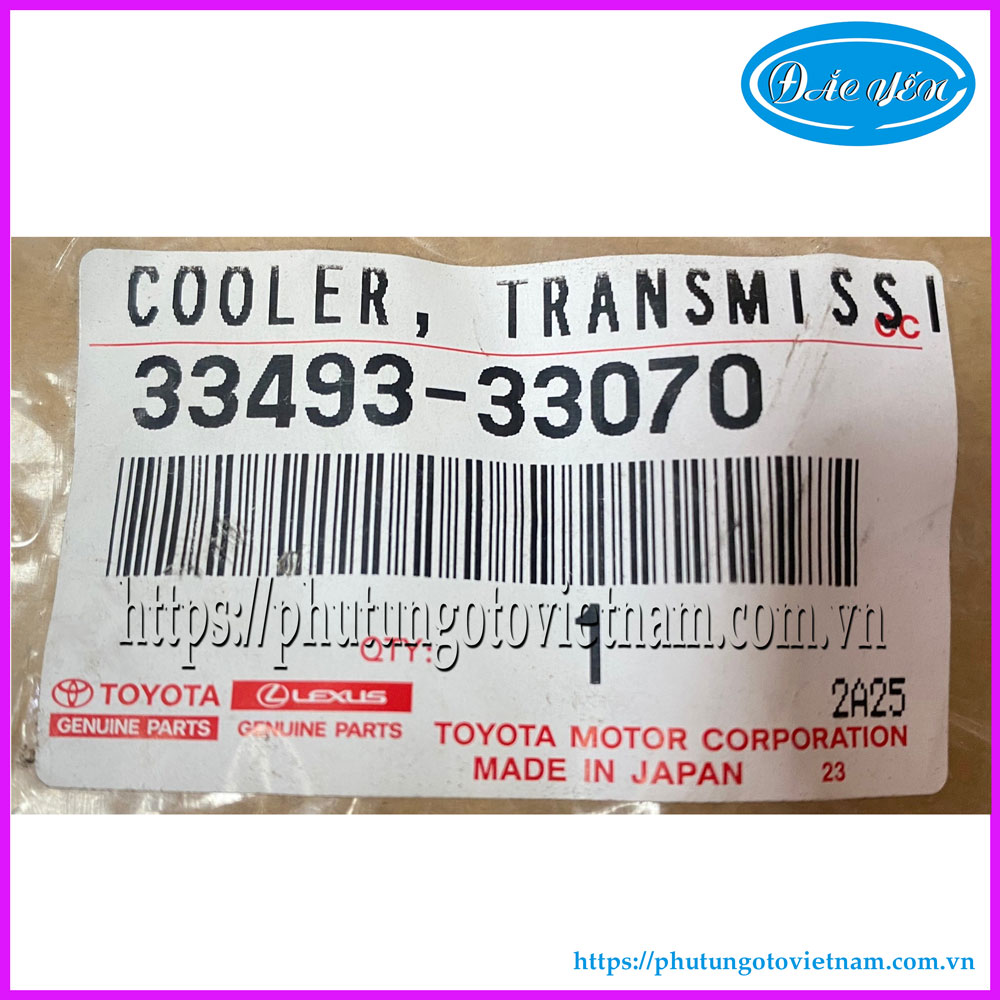 ĐẮC YẾN
COOLER, TRANSMISSI
CC
33493-33070
https://phutungotovietnam.com.vn
QTY: 1
TOYOTA LEXUS 2A25
GENUINE PARTS GENUINE PARTS TOYOTA MOTOR CORPORATION
MADE IN JAPAN 23
https://phutungotovietnam.com.vn